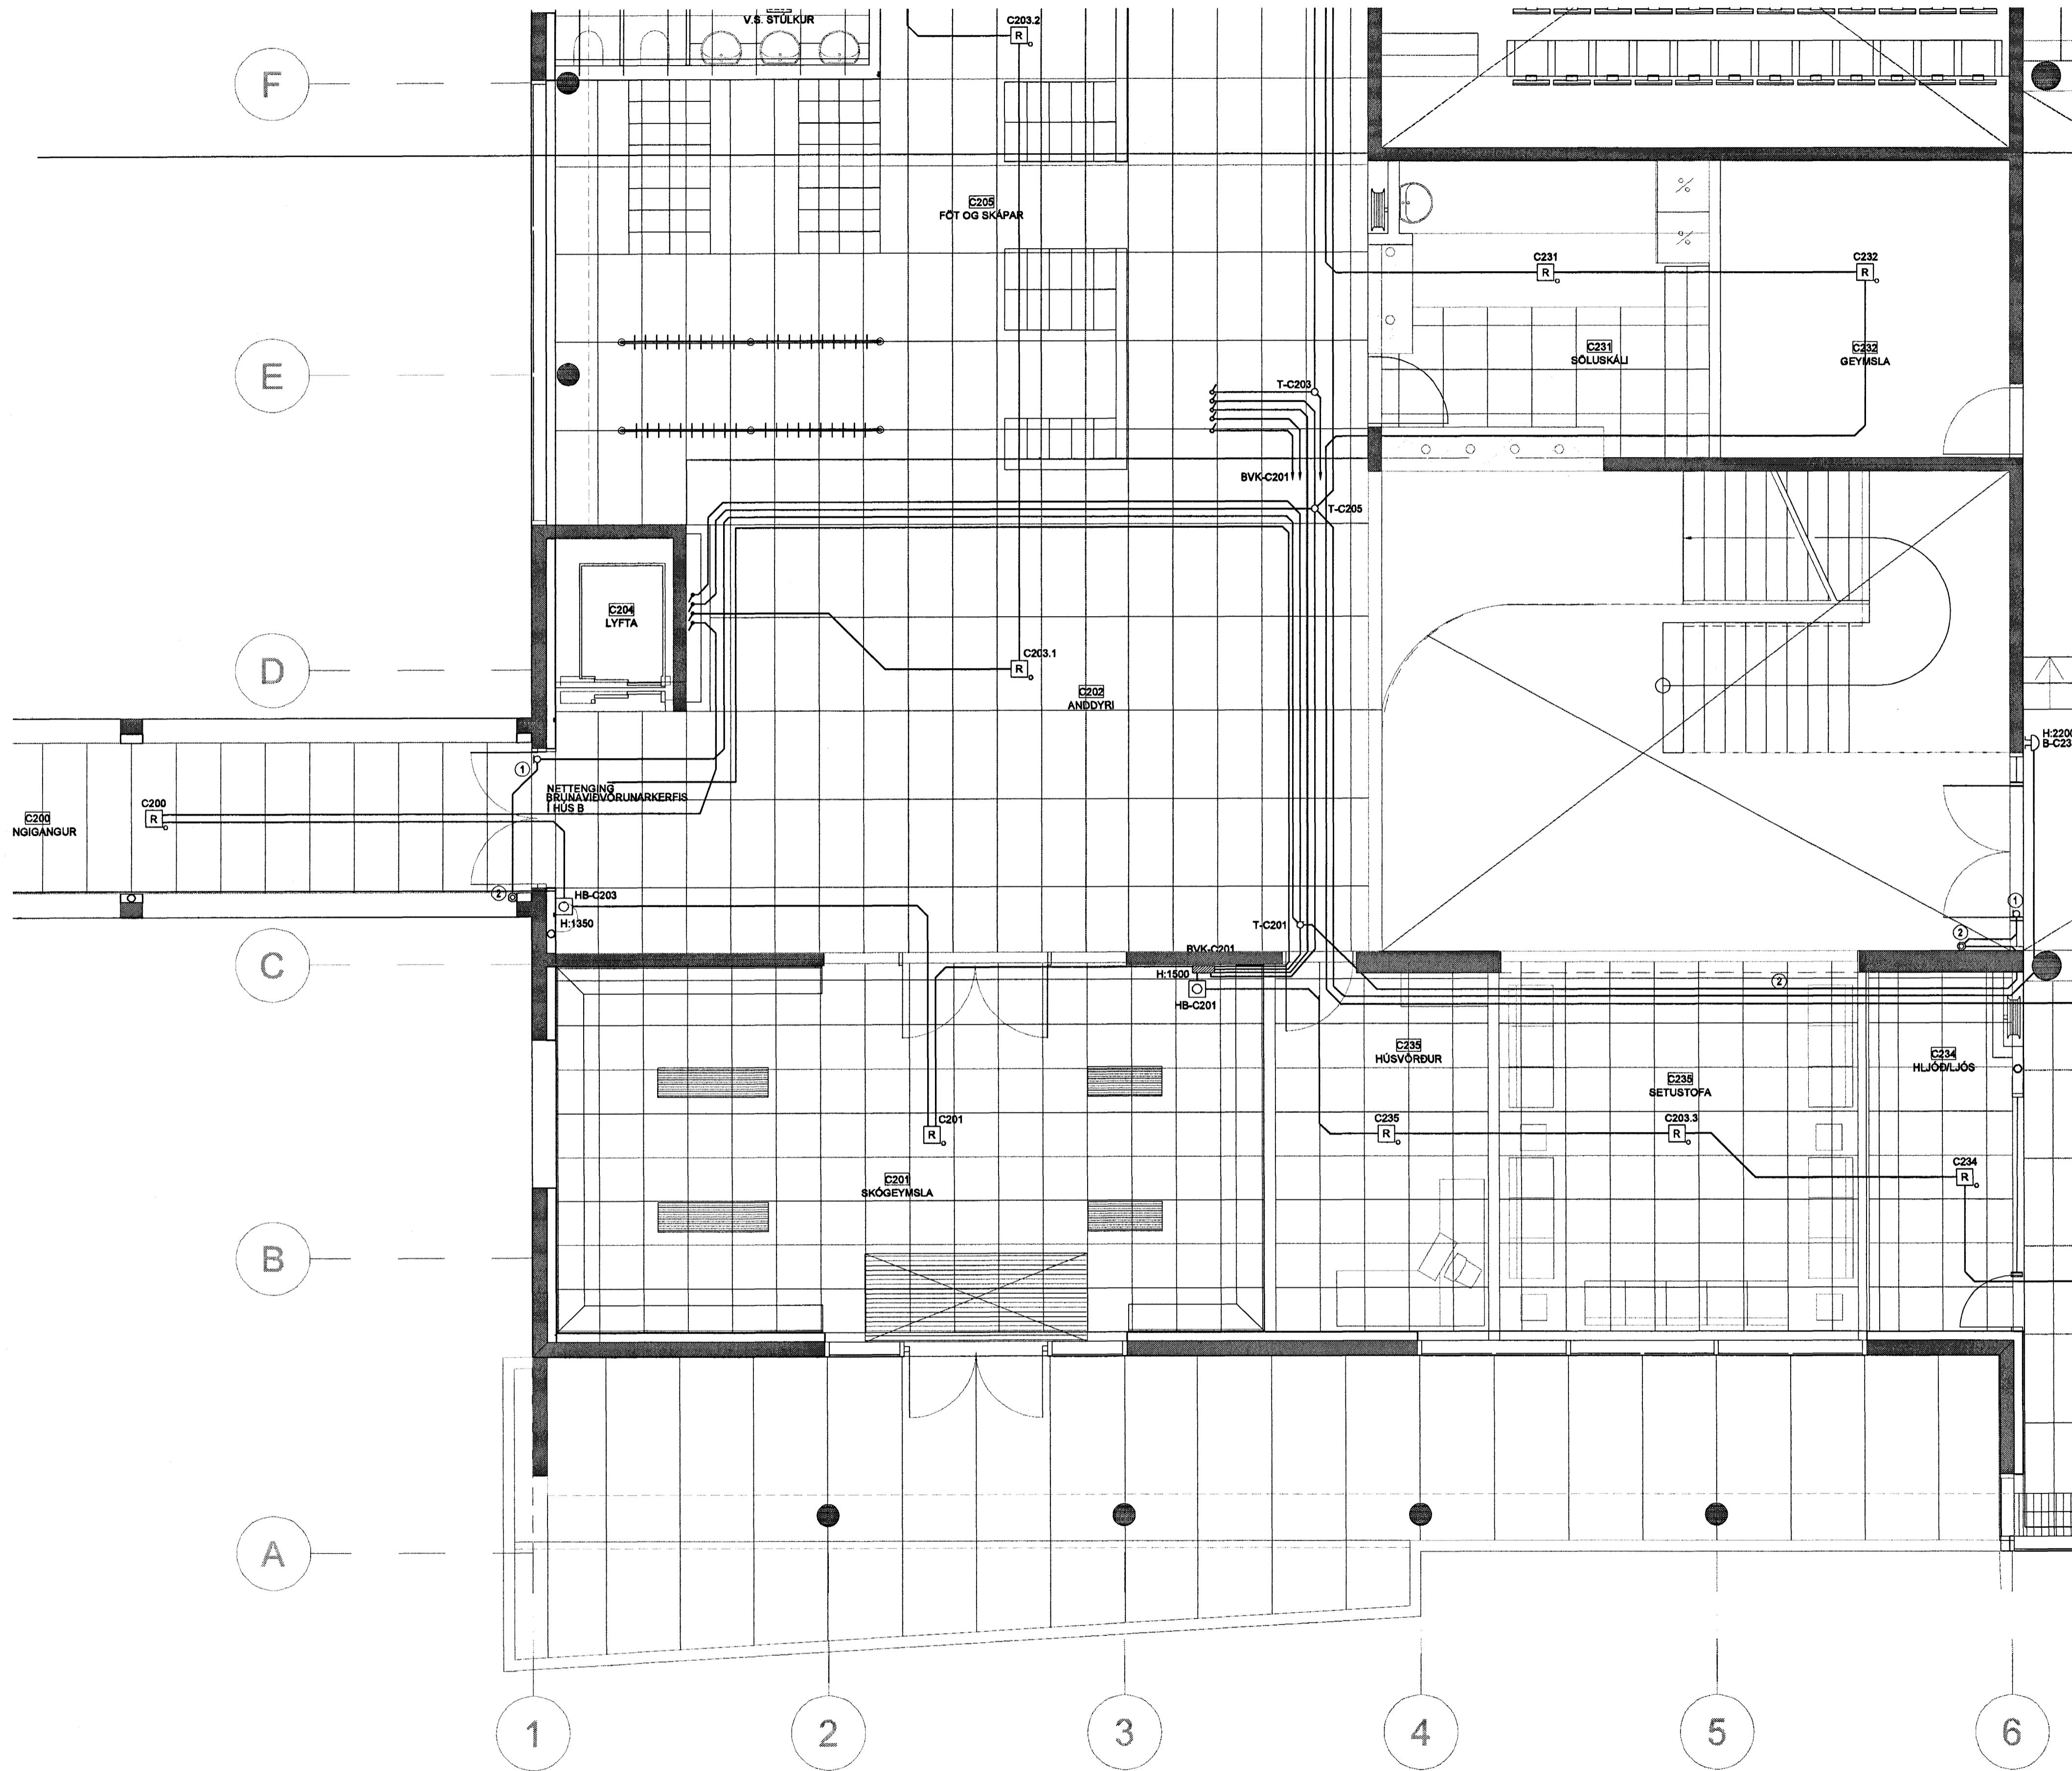 V.S. STÚLKUR
C203.2
R
F
C205
FÖT OG SKÁPAR
C231
R
C232
R
E
C231
SÖLUSKÁLI
C232
GEYMSLA
T-C203
BVK-C201
T-C205
C204
LYFTA
D
C203.1
R
C202
ANDDYRI
H:2200
B-C23
1
NETTENGING
BRUNAVIÐVÖRUNARKERFIS
Í HÚS B
C200
R
C200
NGIGANGUR
2
HB-C203
H:1350
T-C201
1
2
C
BVK-C201
H:1500
HB-C201
2
C235
HÚSVÖRÐUR
C234
HLJÓÐ/LJÓS
C235
SETUSTOFA
C201
R
C235
R
C203.3
R
C234
R
C201
SKÓGEYMSLA
B
A
1
2
3
4
5
6